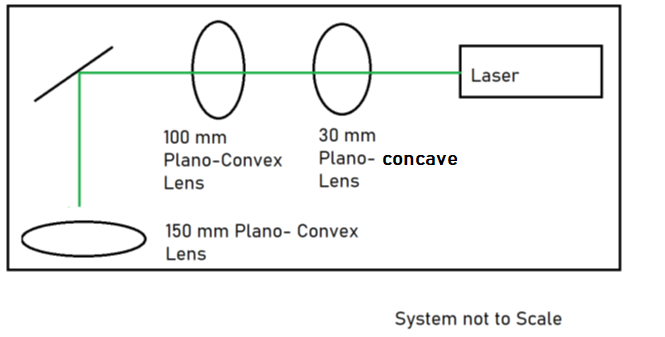 Laser
100 mm
Plano-Convex
Lens
30 mm
Plano- concave
Lens
150 mm Plano- Convex
Lens
System not to Scale